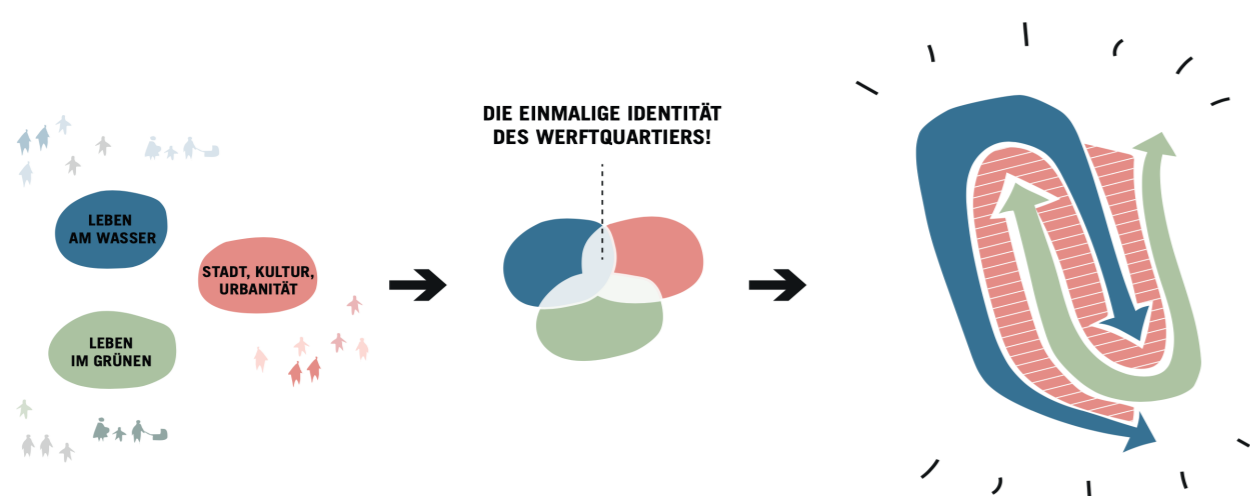 LEBEN
AM WASSER
STADT, KULTUR,
URBANITÄT
LEBEN
IM GRÜNEN
DIE EINMALIGE IDENTITÄT
DES WERFTQUARTIERS!